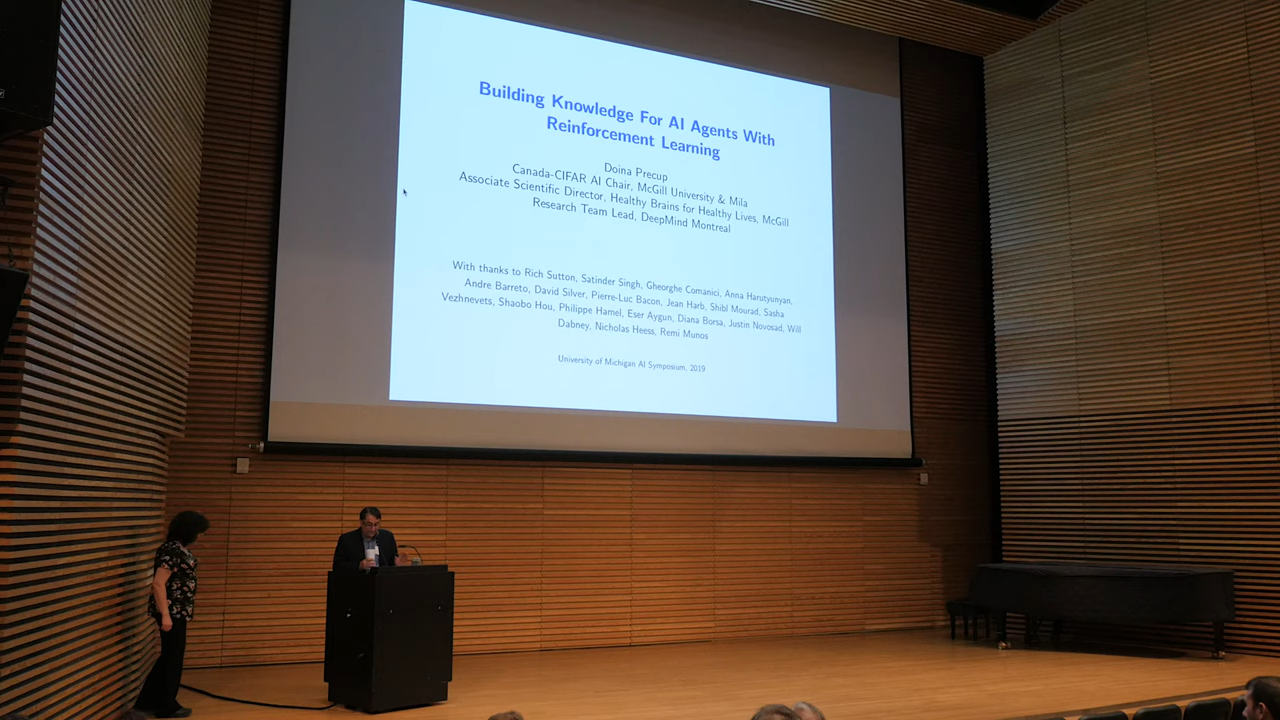 Building Knowledge For AI Agents With
Reinforcement Learning
Doina Precup
Canada-CIFAR AI Chair, McGill University & Mila
Associate Scientific Director, Healthy Brains for Healthy Lives, McGill
Research Team Lead, DeepMind Montreal
With thanks to Rich Sutton, Satinder Singh, Gheorghe Comanici, Anna Harutyunyan,
Andre Barreto, David Silver, Pierre-Luc Bacon, Jean Harb, Shibl Mourad, Sasha
Vezhnevets, Shaobo Hou, Philippe Hamel, Eser Aygun, Diana Borsa, Justin Novosad, Will
Dabney, Nicholas Heess, Remi Munos
University of Michigan AI Symposium, 2019